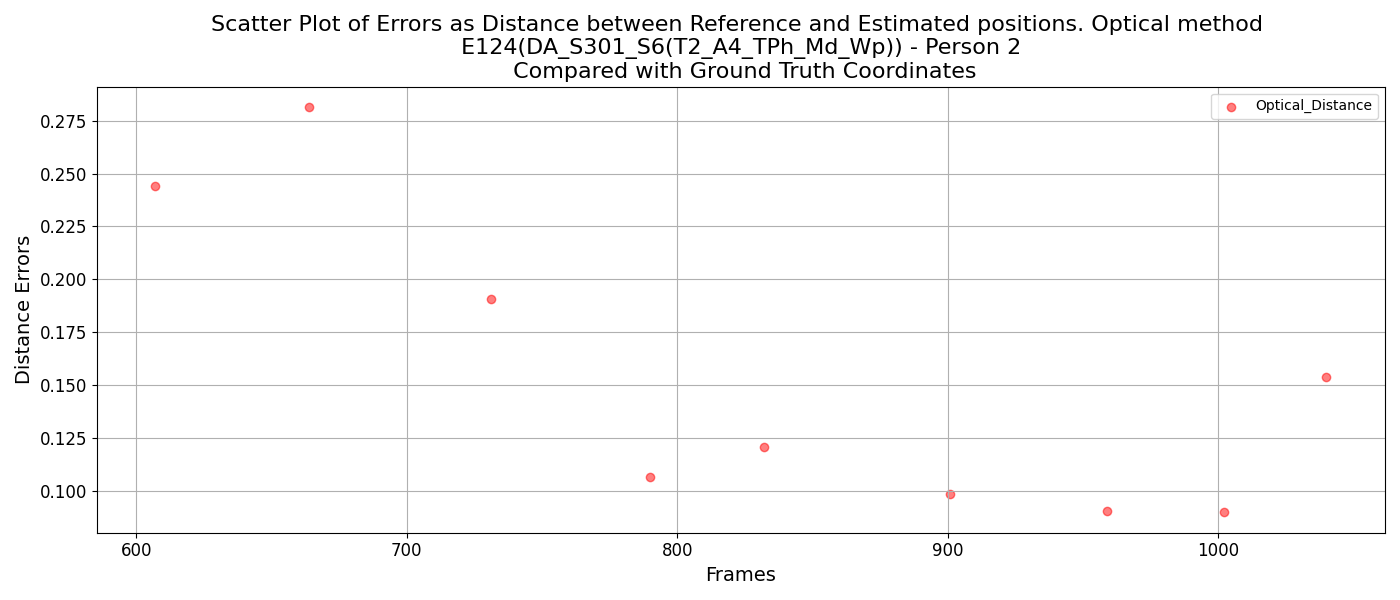 Scatter Plot of Errors as Distance between Reference and Estimated positions. Optical method
E124(DA_S301_S6(T2_A4_TPh_Md_Wp)) - Person 2
Compared with Ground Truth Coordinates
Optical_Distance
Distance Errors
0.275
0.250
0.225
0.200
0.175
0.150
0.125
0.100
600 700 800 900 1000
Frames